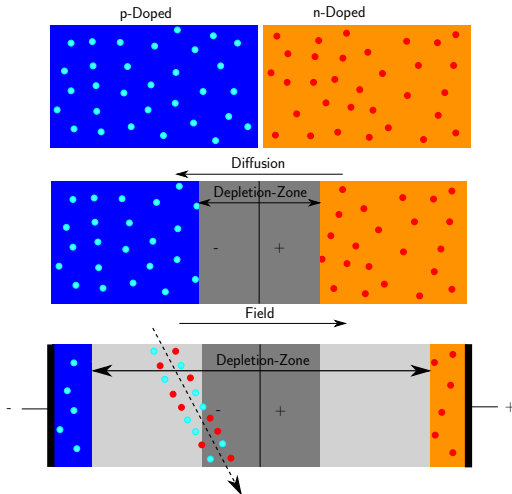 p-Doped n-Doped
Diffusion
Depletion-Zone
- +
Field
Depletion-Zone
- - + +